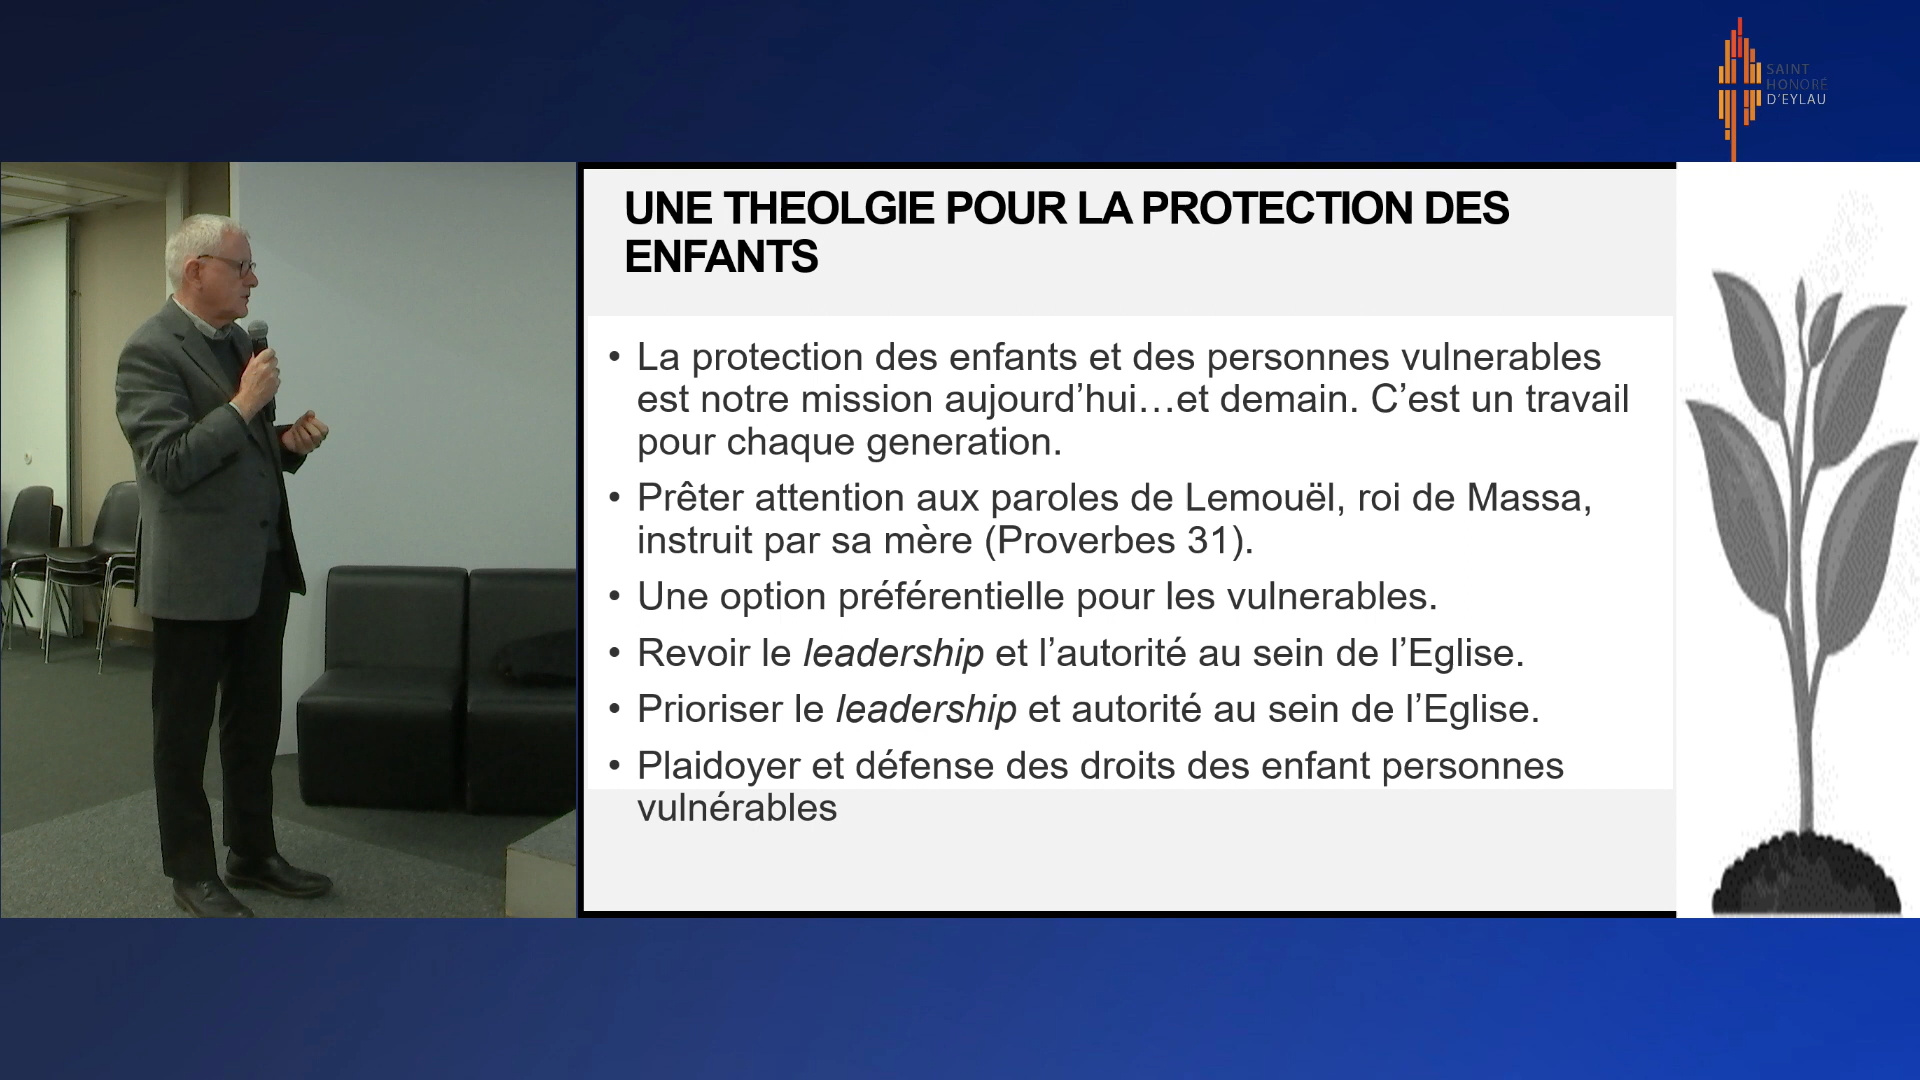 SAINT
HONORÉ
D'EYLAU
UNE THEOLGIE POUR LA PROTECTION DES
ENFANTS
• La protection des enfants et des personnes vulnerables
est notre mission aujourd’hui…et demain. C’est un travail
pour chaque generation.
• Prêter attention aux paroles de Lemouël, roi de Massa,
instruit par sa mère (Proverbes 31).
• Une option préférentielle pour les vulnerables.
• Revoir le leadership et l’autorité au sein de l’Eglise.
• Prioriser le leadership et autorité au sein de l’Eglise.
• Plaidoyer et défense des droits des enfant personnes
vulnérables